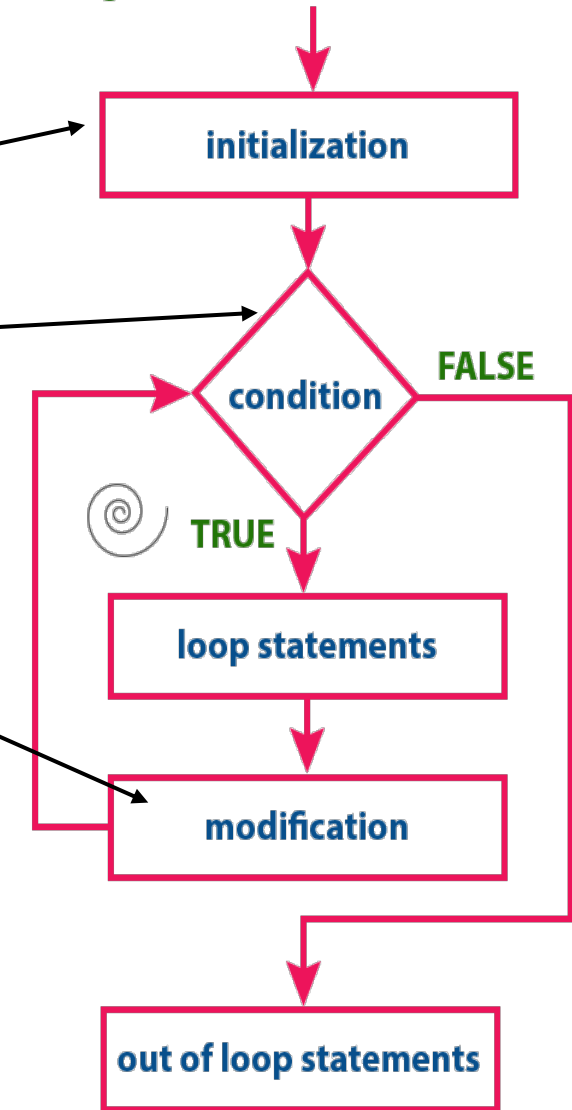 initialization
condition
FALSE
TRUE
loop statements
modification
out of loop statements